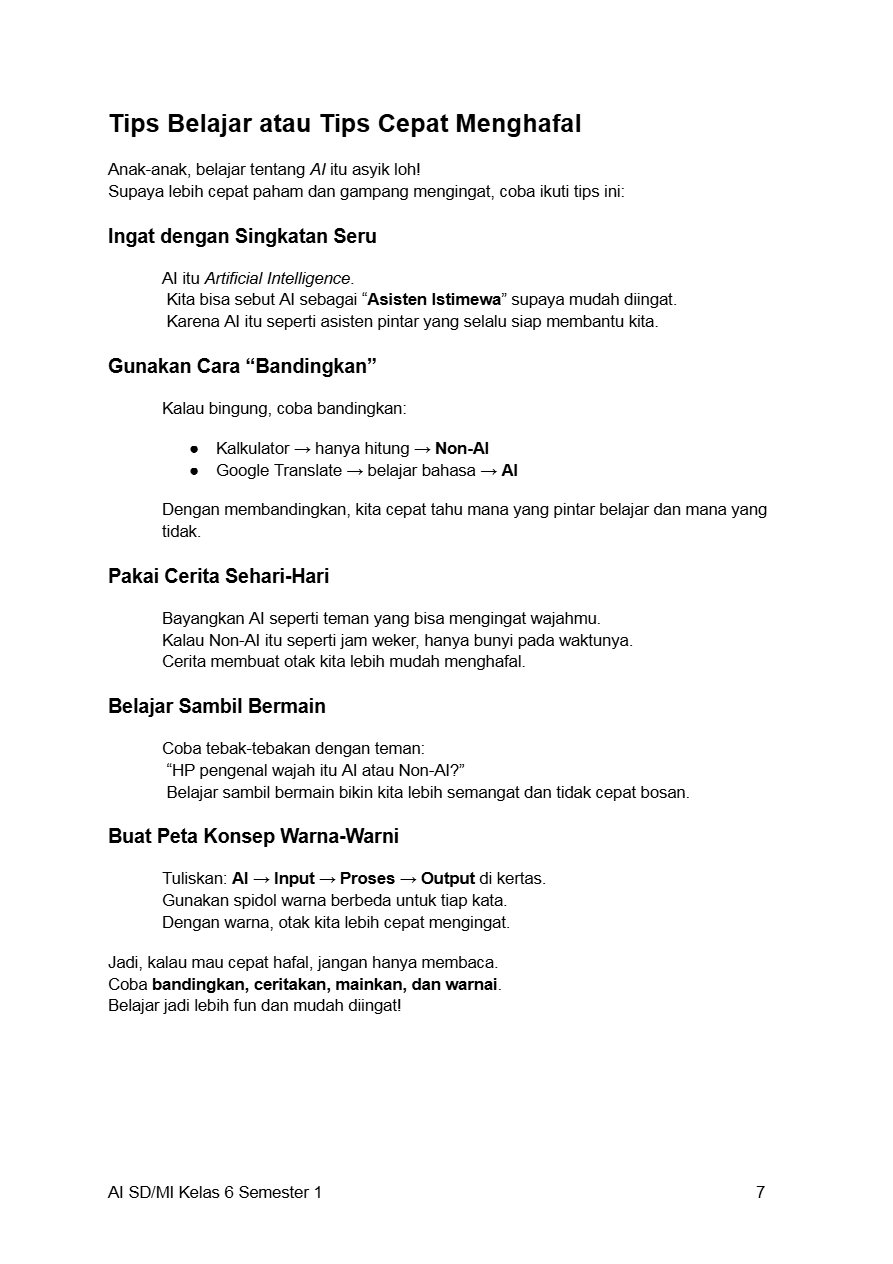 Tips Belajar atau Tips Cepat Menghafal
Anak-anak, belajar tentang AI itu asyik loh!
Supaya lebih cepat paham dan gampang mengingat, coba ikuti tips ini:
Ingat dengan Singkatan Seru
AI itu Artificial Intelligence.
Kita bisa sebut AI sebagai “Asisten Istimewa” supaya mudah diingat.
Karena AI itu seperti asisten pintar yang selalu siap membantu kita.
Gunakan Cara “Bandingkan”
Kalau bingung, coba bandingkan:
● Kalkulator → hanya hitung → Non-AI
● Google Translate → belajar bahasa → AI
Dengan membandingkan, kita cepat tahu mana yang pintar belajar dan mana yang
tidak.
Pakai Cerita Sehari-Hari
Bayangkan AI seperti teman yang bisa mengingat wajahmu.
Kalau Non-AI itu seperti jam weker, hanya bunyi pada waktunya.
Cerita membuat otak kita lebih mudah menghafal.
Belajar Sambil Bermain
Coba tebak-tebakan dengan teman:
“HP pengenal wajah itu AI atau Non-AI?”
Belajar sambil bermain bikin kita lebih semangat dan tidak cepat bosan.
Buat Peta Konsep Warna-Warni
Tuliskan: AI → Input → Proses → Output di kertas.
Gunakan spidol warna berbeda untuk tiap kata.
Dengan warna, otak kita lebih cepat mengingat.
Jadi, kalau mau cepat hafal, jangan hanya membaca.
Coba bandingkan, ceritakan, mainkan, dan warnai.
Belajar jadi lebih fun dan mudah diingat!
AI SD/MI Kelas 6 Semester 1 7